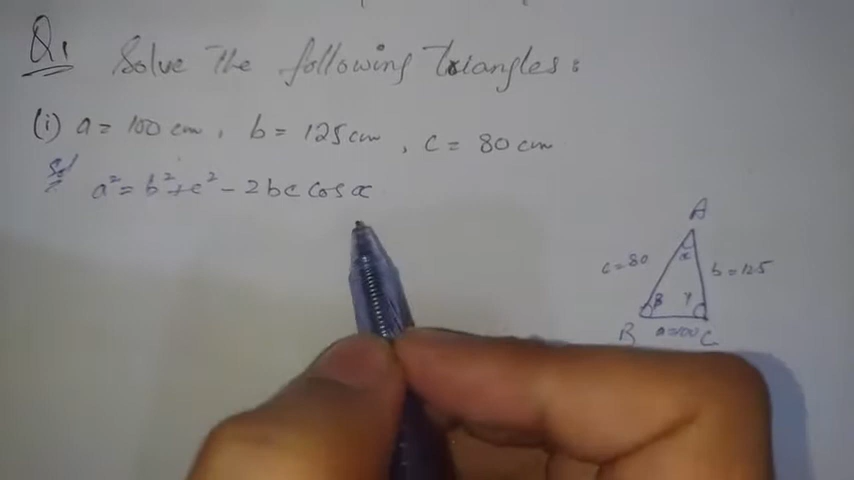 Q1 Solve The following Triangles:
(i) a = 100 cm, b = 125 cm, c = 80 cm
Sol
a² = b² + c² - 2bc Cos α
A
α
c = 80
b = 125
β γ
B a = 100 C